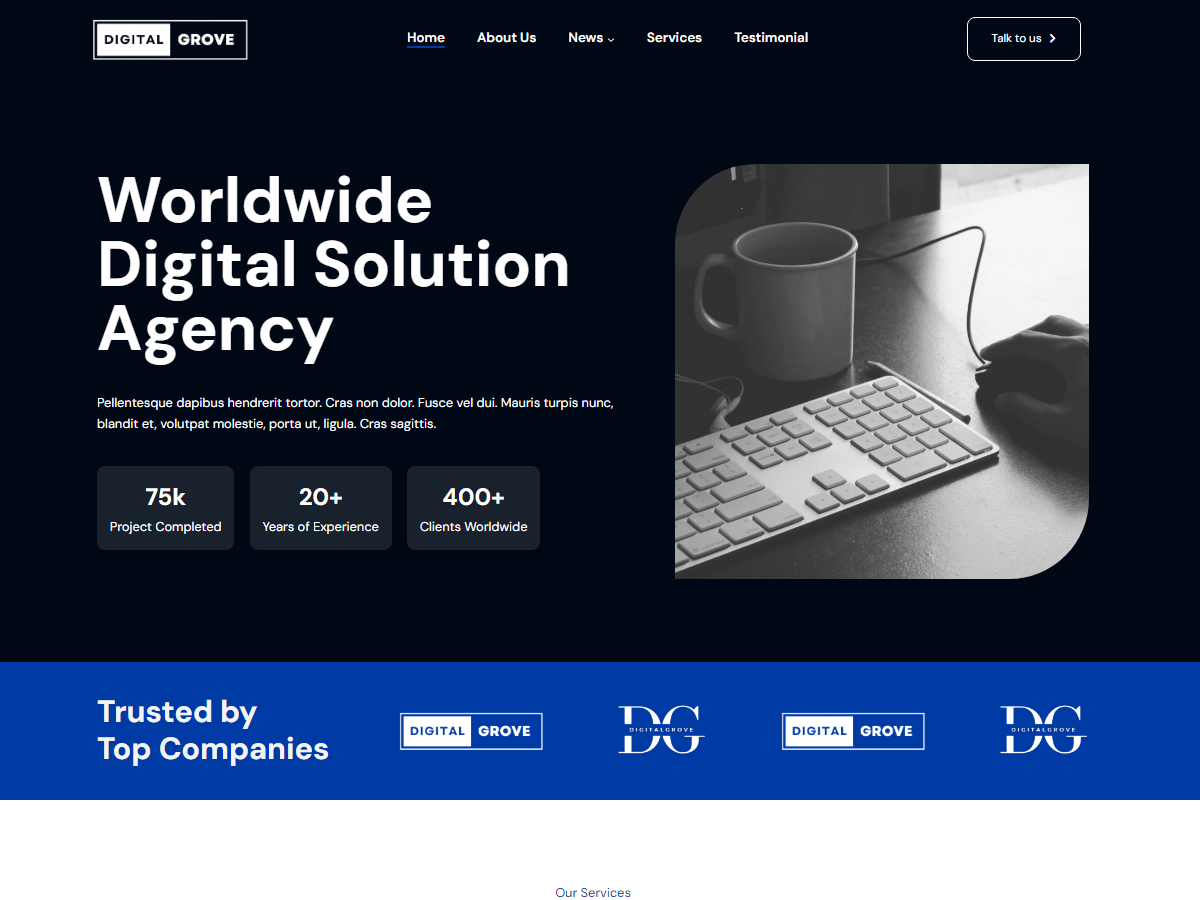 DIGITAL GROVE
Home
About Us
News
Services
Testimonial
Talk to us
Worldwide
Digital Solution
Agency
Pellentesque dapibus hendrerit tortor. Cras non dolor. Fusce vel dui. Mauris turpis nunc,
blandit et, volutpat molestie, porta ut, ligula. Cras sagittis.
75k
Project Completed
20+
Years of Experience
400+
Clients Worldwide
Trusted by
Top Companies
DIGITAL GROVE
DG
DIGITALGROVE
DIGITAL GROVE
DG
DIGITALGROVE
Our Services